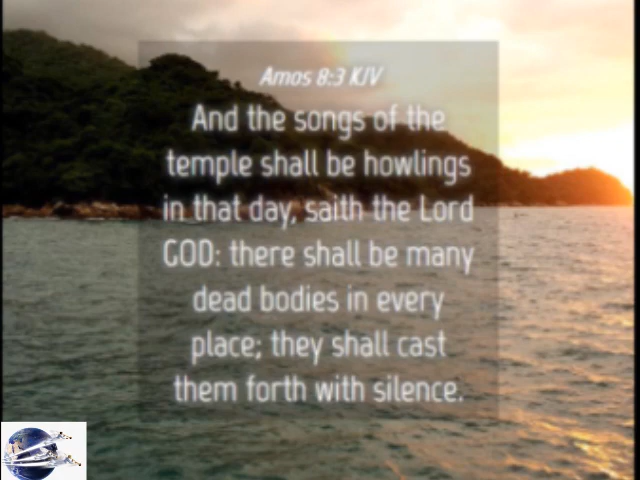 Amos 8:3 KJV
And the songs of the
temple shall be howlings
in that day, saith the Lord
GOD: there shall be many
dead bodies in every
place; they shall cast
them forth with silence.